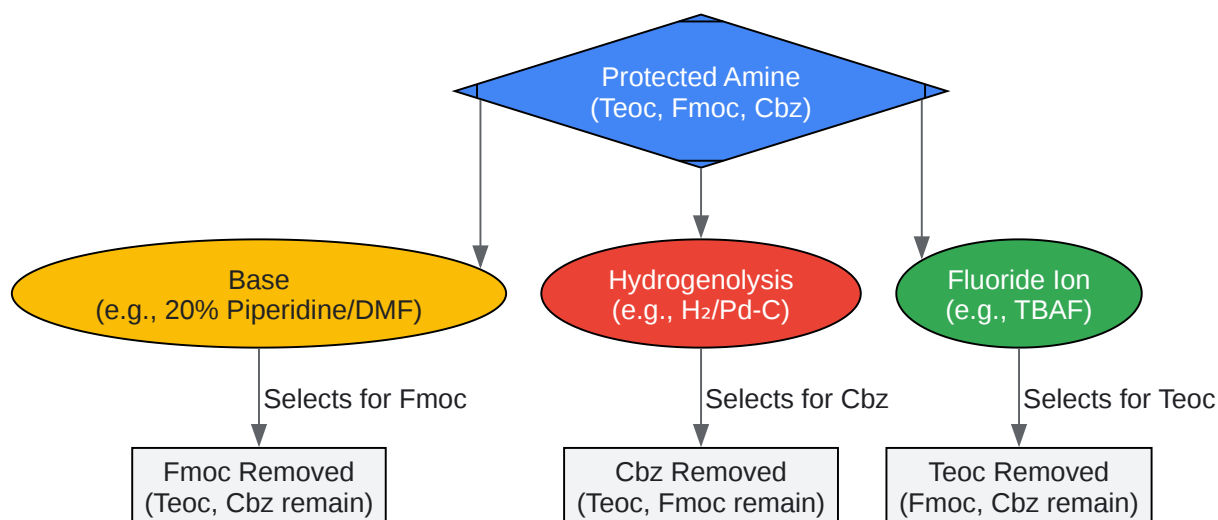 Protected Amine
(Teoc, Fmoc, Cbz)
Base
(e.g., 20% Piperidine/DMF)
Hydrogenolysis
(e.g., H₂/Pd-C)
Fluoride Ion
(e.g., TBAF)
Selects for Fmoc
Selects for Cbz
Selects for Teoc
Fmoc Removed
(Teoc, Cbz remain)
Cbz Removed
(Teoc, Fmoc remain)
Teoc Removed
(Fmoc, Cbz remain)